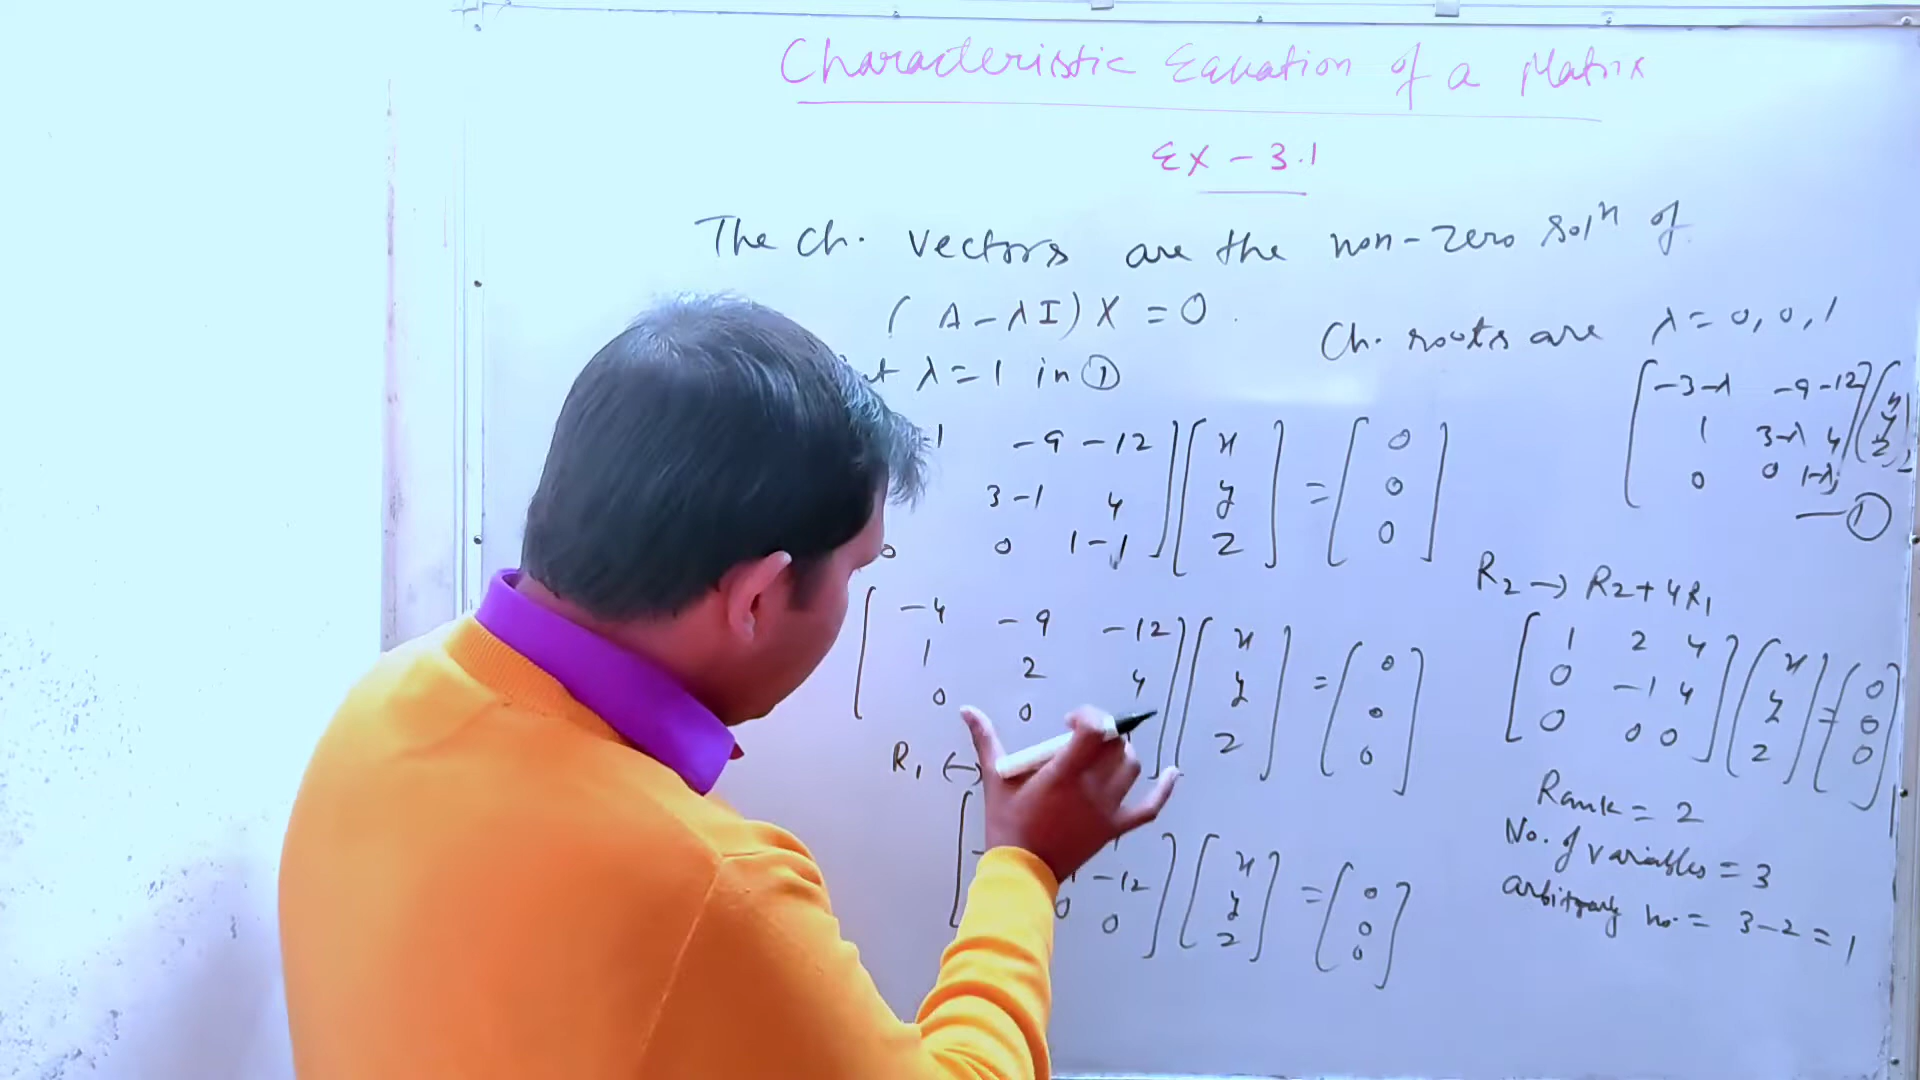 Characteristic Equation of a Matrix
Ex - 3.1
The ch. vectors are the non-zero solⁿ of
(A-λI)X = 0.
Ch. roots are λ = 0, 0, 1
λ=1 in ①
[-3-λ -9 -12] [x]
[1 3-λ 4] [y]
[0 0 1-λ] [z]
— ①
-1 -9 -12] [x] [0]
3-1 4] [y] = [0]
0 0 1-1] [z] [0]
[-4 -9 -12] [x] [0]
[1 2 4] [y] = [0]
[0 0 ] [z] [0]
R₁ ↔
-12] [x] [0]
[y] = [0]
0 0] [z] [0]
R₂ → R₂ + 4R₁
[1 2 4] [x] [0]
[0 -1 4] [y] = [0]
[0 0 0] [z] [0]
Rank = 2
No. of variables = 3
arbitrary no. = 3-2 = 1